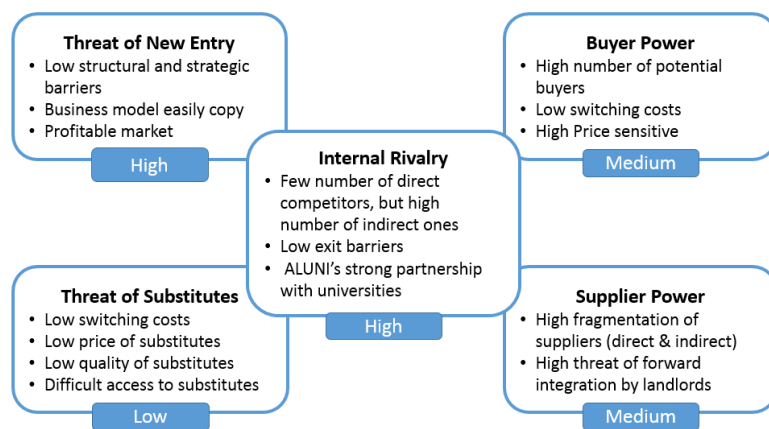 Threat of New Entry
• Low structural and strategic
barriers
• Business model easily copy
• Profitable market
High
Buyer Power
• High number of potential
buyers
• Low switching costs
• High Price sensitive
Medium
Internal Rivalry
• Few number of direct
competitors, but high
number of indirect ones
• Low exit barriers
• ALUNI’s strong partnership
with universities
High
Threat of Substitutes
• Low switching costs
• Low price of substitutes
• Low quality of substitutes
• Difficult access to substitutes
Low
Supplier Power
• High fragmentation of
suppliers (direct & indirect)
• High threat of forward
integration by landlords
Medium